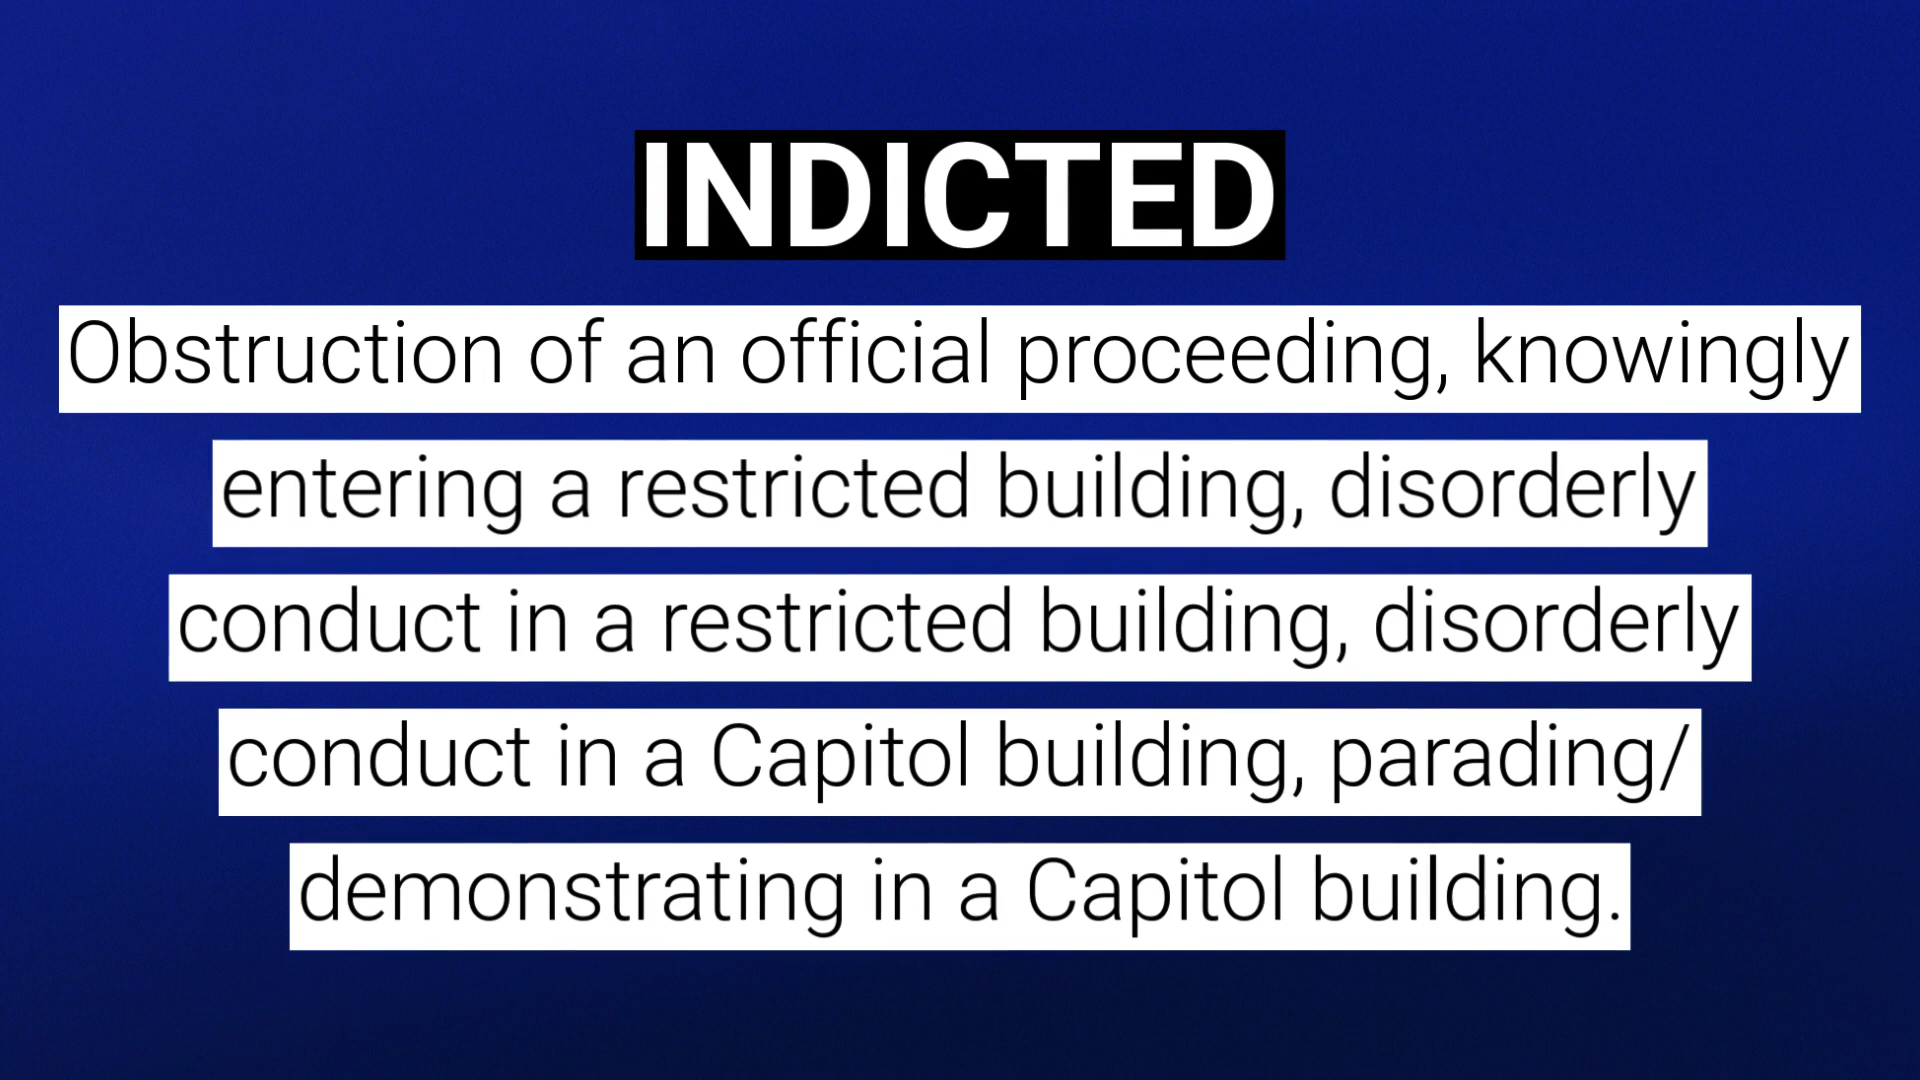 INDICTED
Obstruction of an official proceeding, knowingly
entering a restricted building, disorderly
conduct in a restricted building, disorderly
conduct in a Capitol building, parading/
demonstrating in a Capitol building.